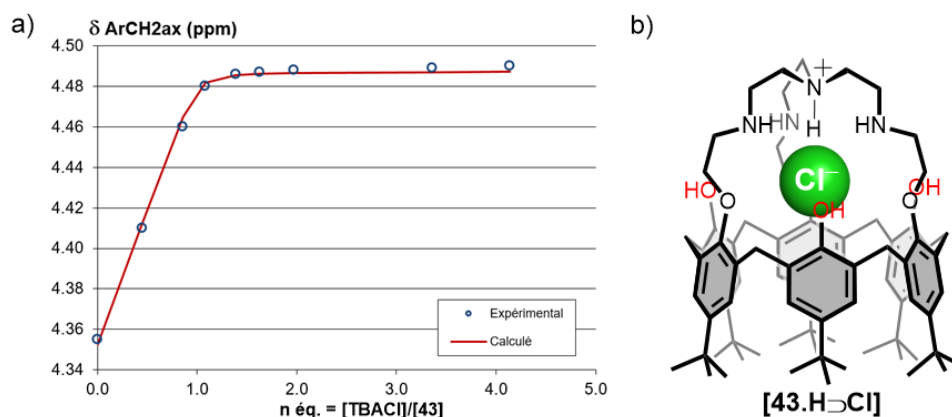 a)
δ ArCH2ax (ppm)
4.50
4.48
4.46
4.44
4.42
4.40
4.38
4.36
4.34
0.0 1.0 2.0 3.0 4.0 5.0
n éq. = [TBACl]/[43]
Expérimental
Calculé
b)
+
N
NH HN H HN
Cl–
HO OH
O OH O
[43.H⊃Cl]